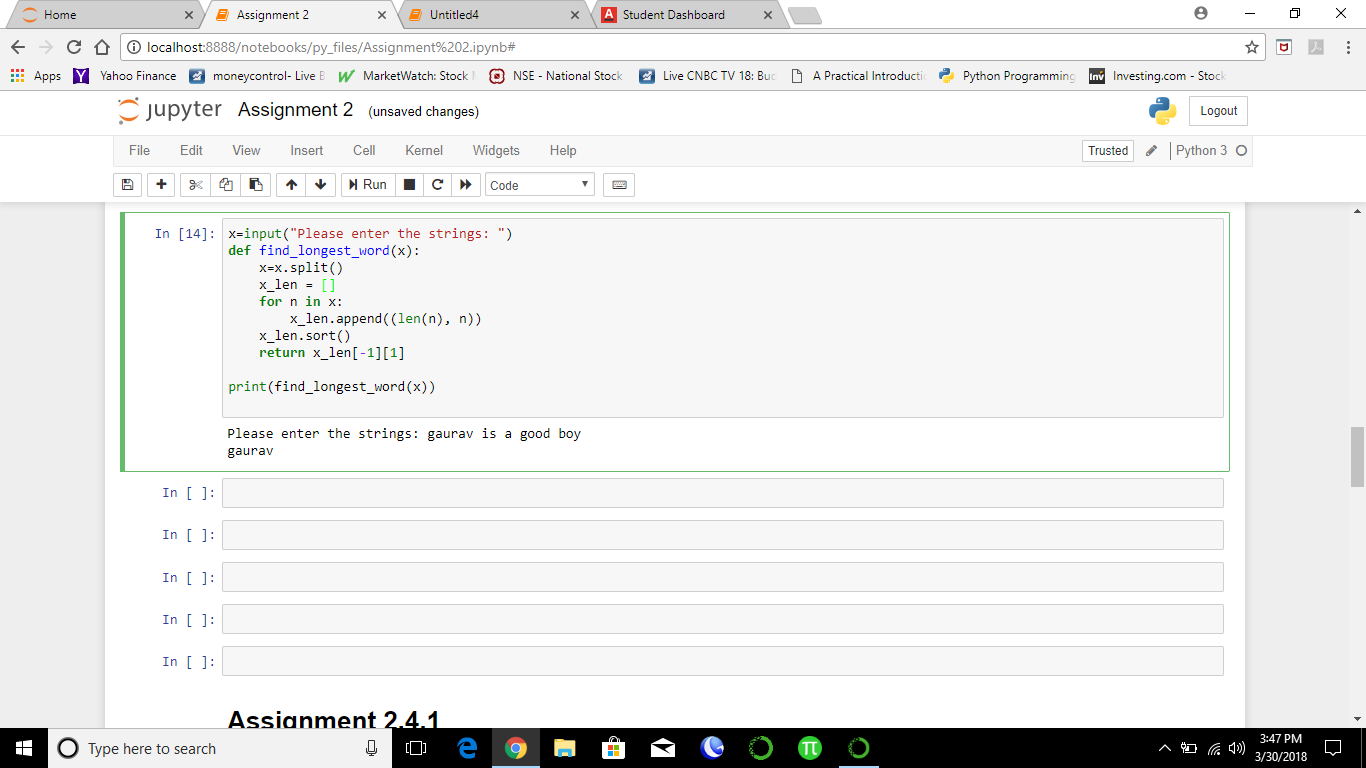 Home
Assignment 2
Untitled4
Student Dashboard
localhost:8888/notebooks/py_files/Assignment%202.ipynb#
Apps
Yahoo Finance
moneycontrol- Live B
MarketWatch: Stock
NSE - National Stock
Live CNBC TV 18: Bu
A Practical Introducti
Python Programming
Inv Investing.com - Stock
jupyter Assignment 2 (unsaved changes)
Logout
File Edit View Insert Cell Kernel Widgets Help
Trusted
Python 3
Run
Code
In [14]: x=input("Please enter the strings: ")
def find_longest_word(x):
    x=x.split()
    x_len = []
    for n in x:
        x_len.append((len(n), n))
    x_len.sort()
    return x_len[-1][1]
print(find_longest_word(x))
Please enter the strings: gaurav is a good boy
gaurav
In [ ]:
In [ ]:
In [ ]:
In [ ]:
In [ ]:
Assignment 2.4.1
Type here to search
3:47 PM
3/30/2018